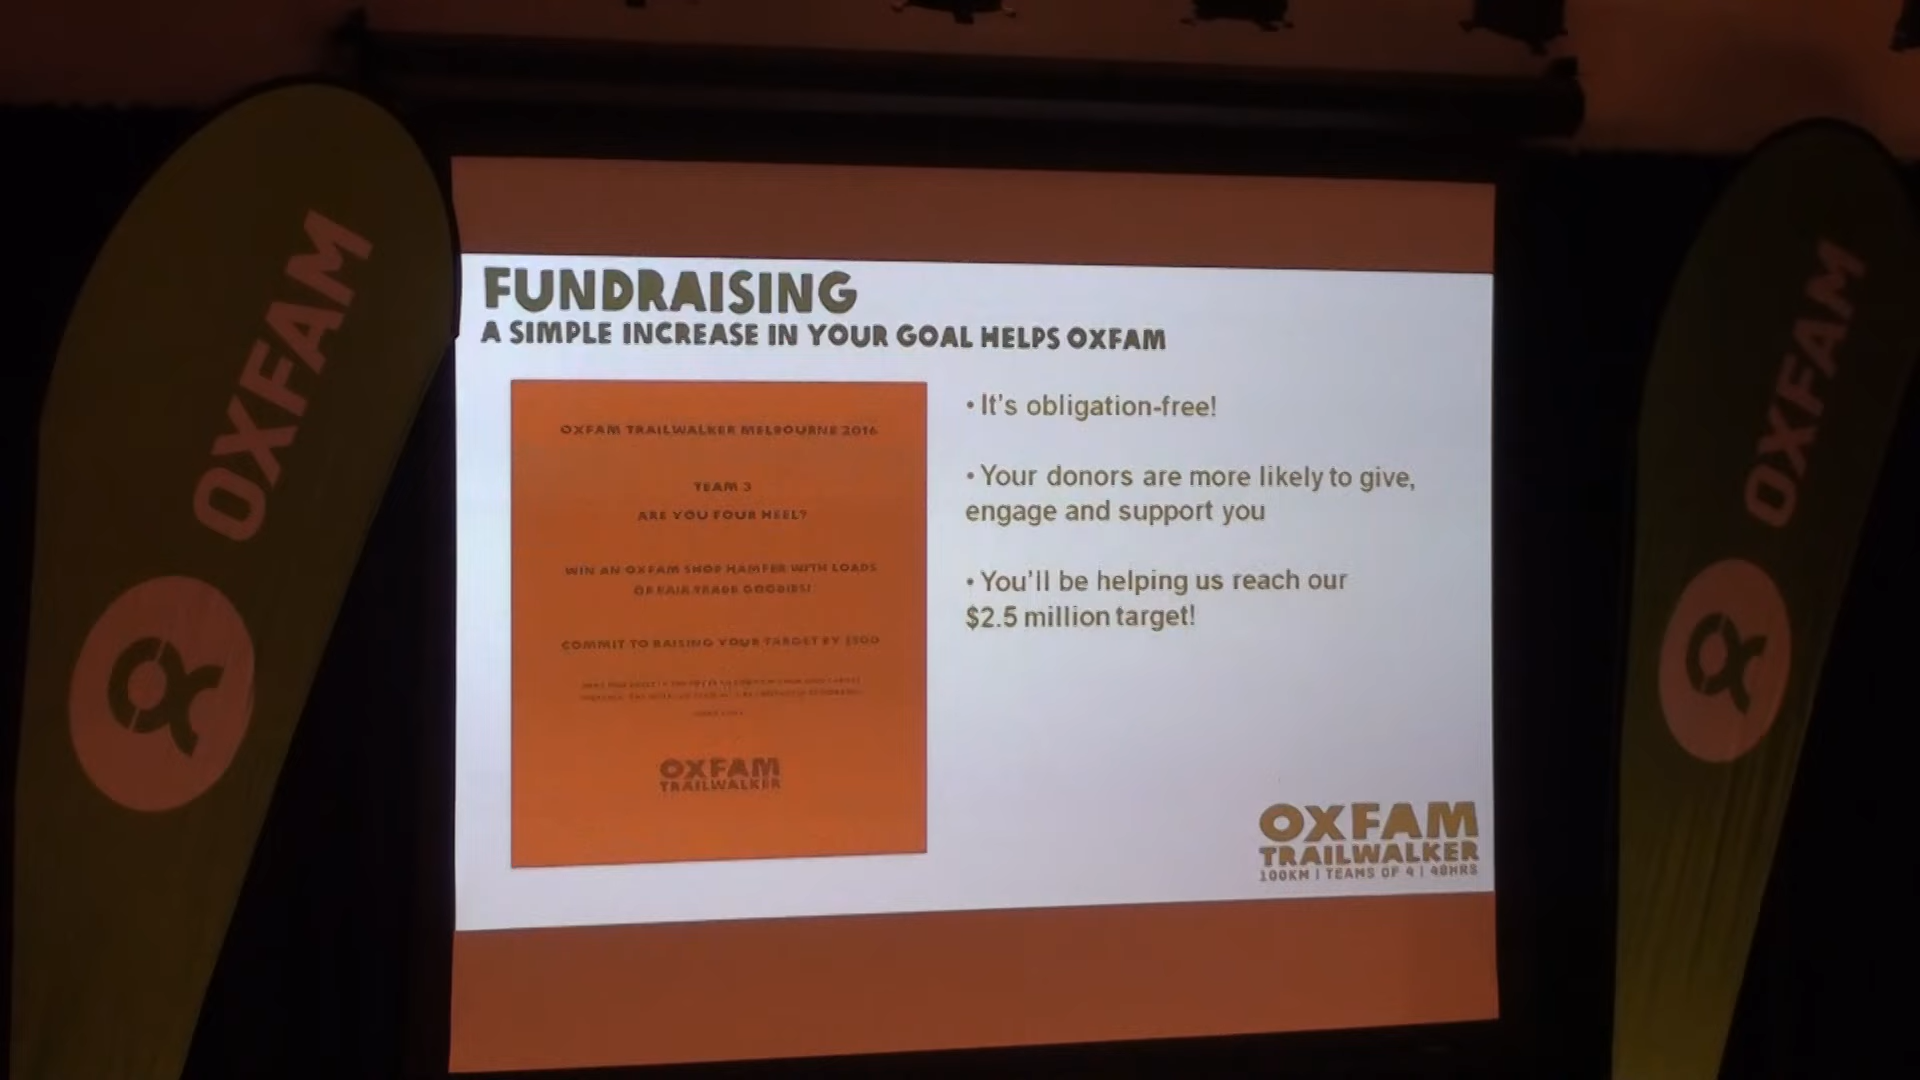 OXFAM
FUNDRAISING
A SIMPLE INCREASE IN YOUR GOAL HELPS OXFAM
OXFAM TRAILWALKER MELBOURNE 2016
TEAM 3
ARE YOU FOUR HEEL?
WIN AN OXFAM SHOP HAMPER WITH LOADS
OF FAIR TRADE GOODIES!
COMMIT TO RAISING YOUR TARGET BY $500
OXFAM
TRAILWALKER
• It's obligation-free!
• Your donors are more likely to give,
engage and support you
• You'll be helping us reach our
$2.5 million target!
OXFAM
TRAILWALKER
100KM | TEAMS OF 4 | 48HRS
OXFAM